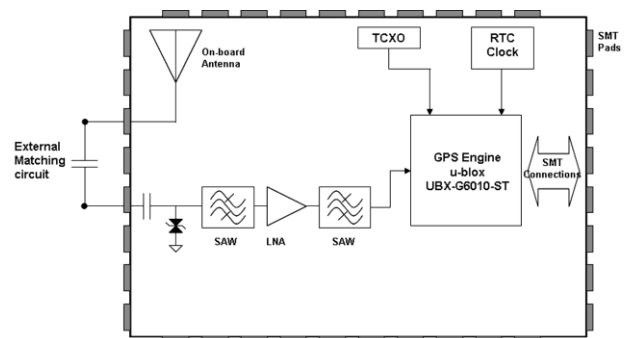 TCXO
RTC
Clock
SMT
Pads
On-board
Antenna
External
Matching
circuit
GPS Engine
u-blox
UBX-G6010-ST
SMT
Connections
SAW
LNA
SAW